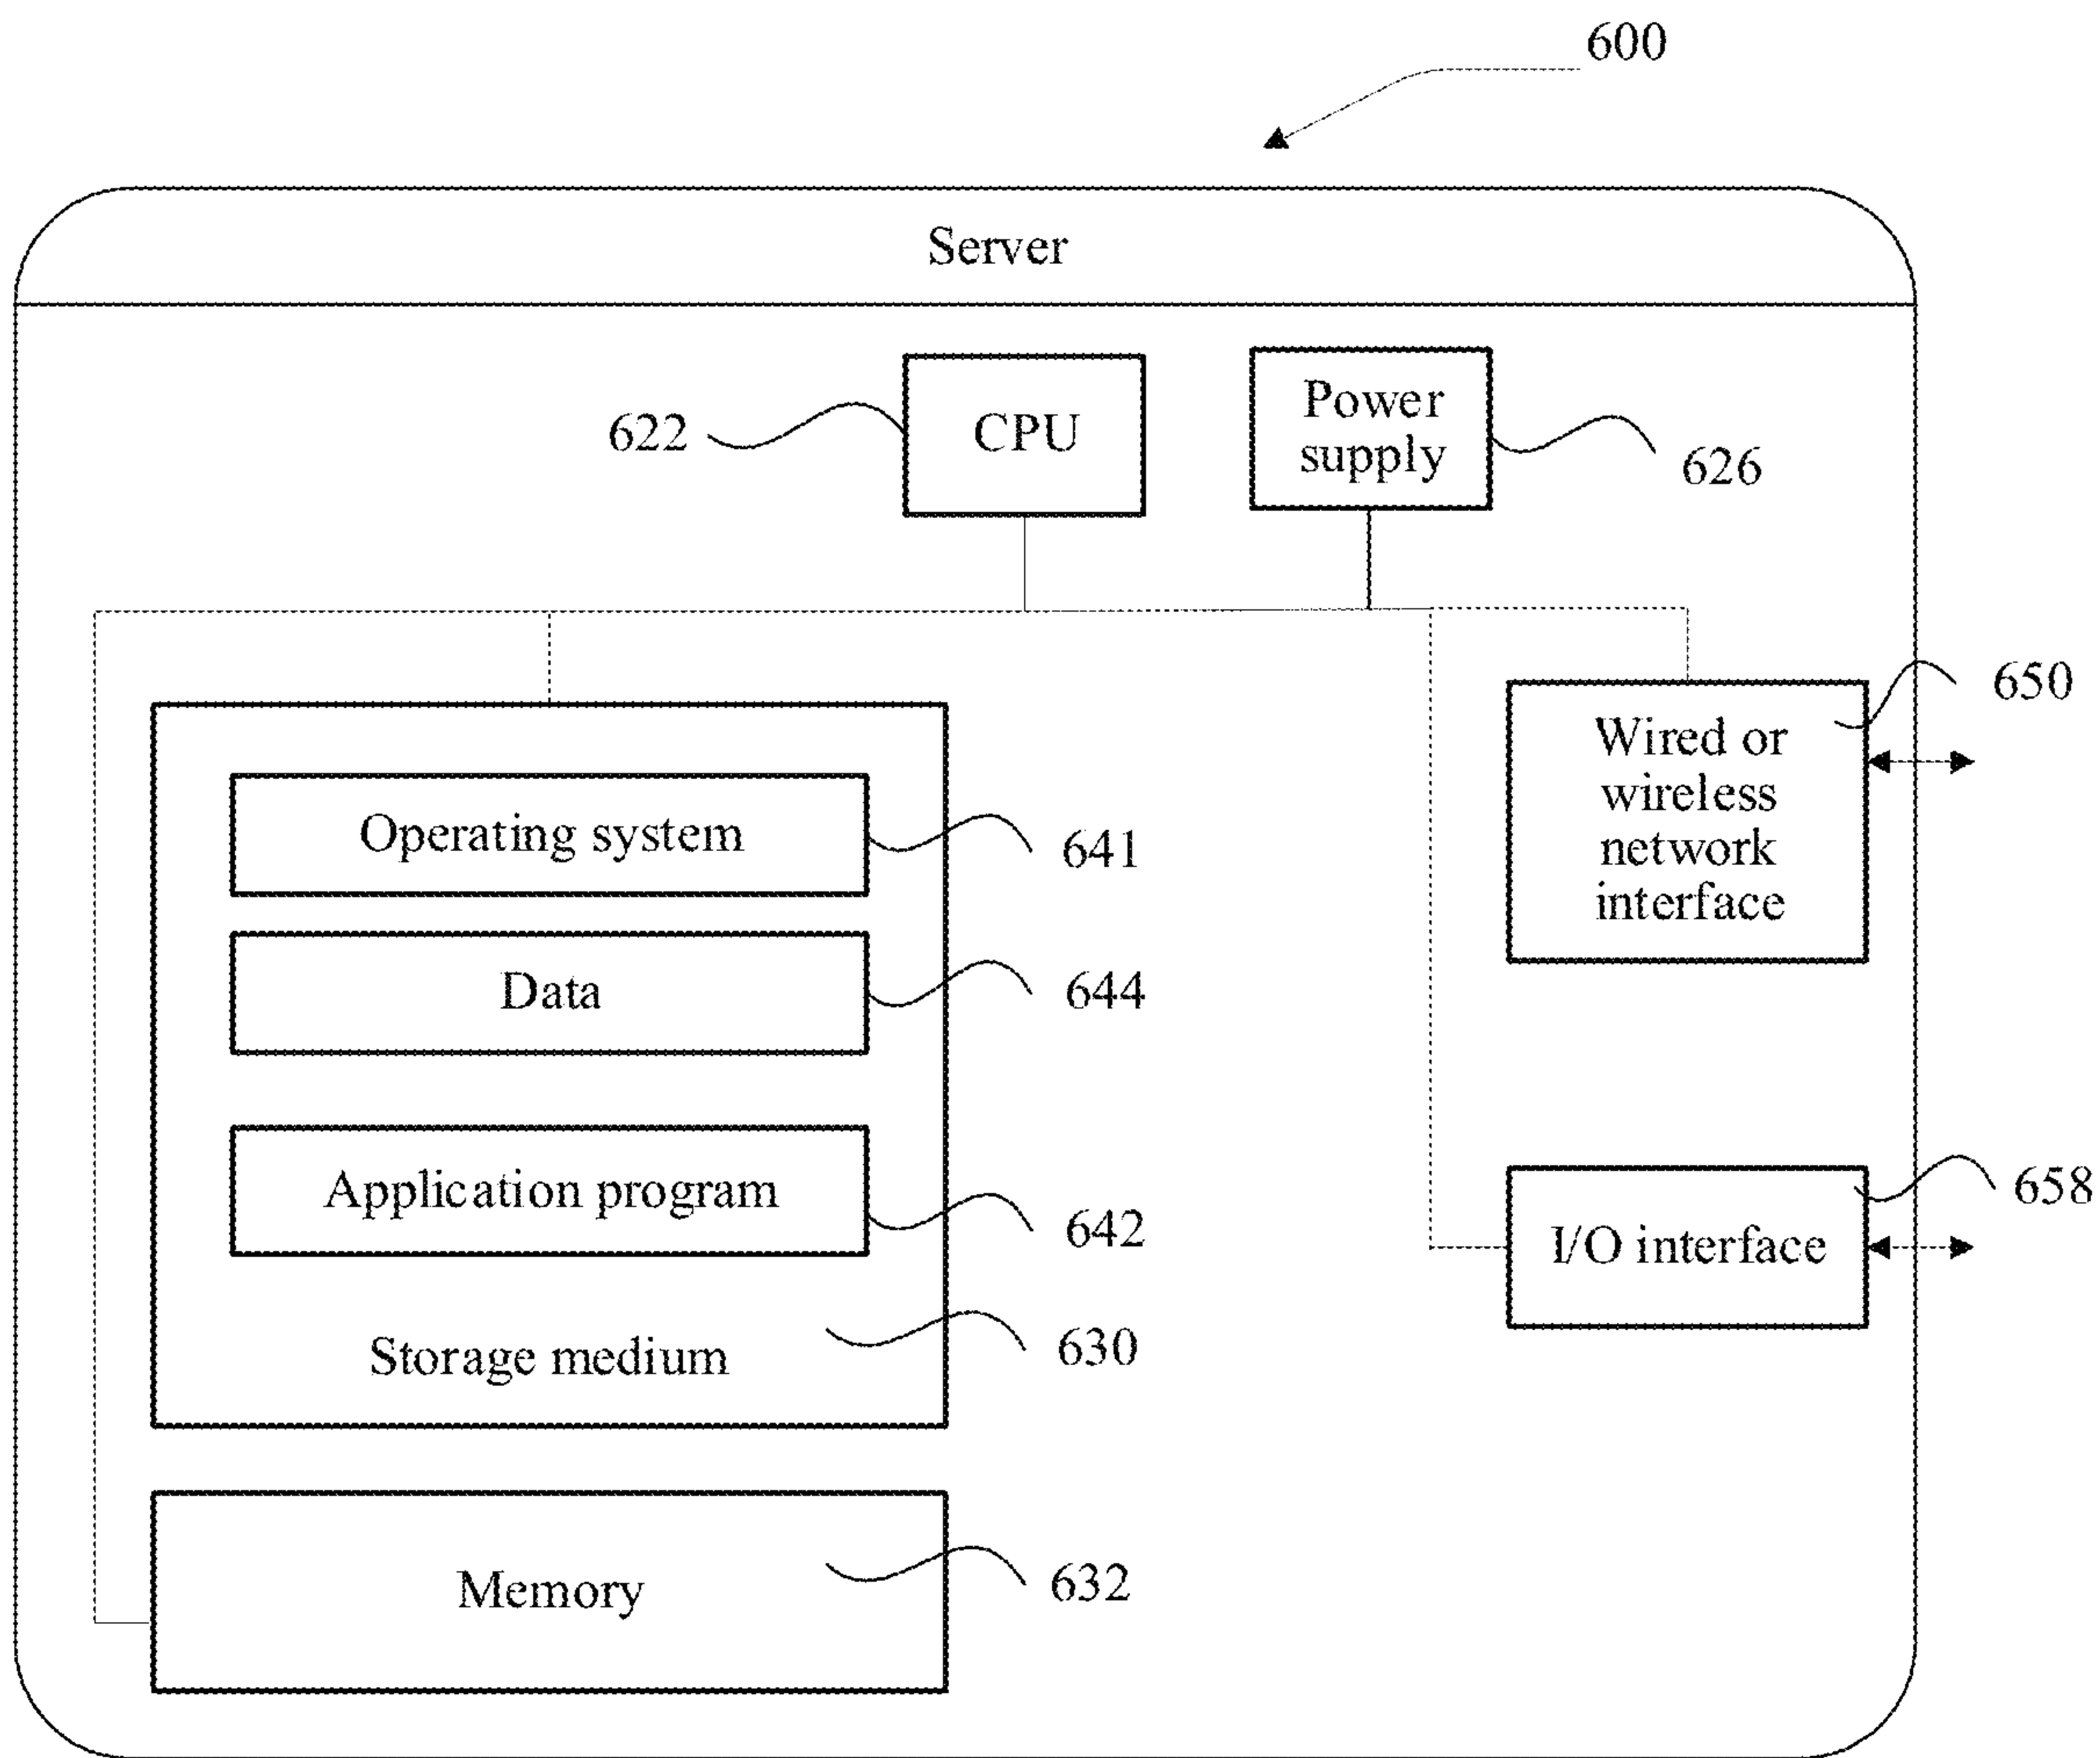 600
Server
622
CPU
Power
supply
626
650
Wired or
wireless
network
interface
Operating system
641
Data
644
Application program
642
658
I/O interface
Storage medium
630
Memory
632